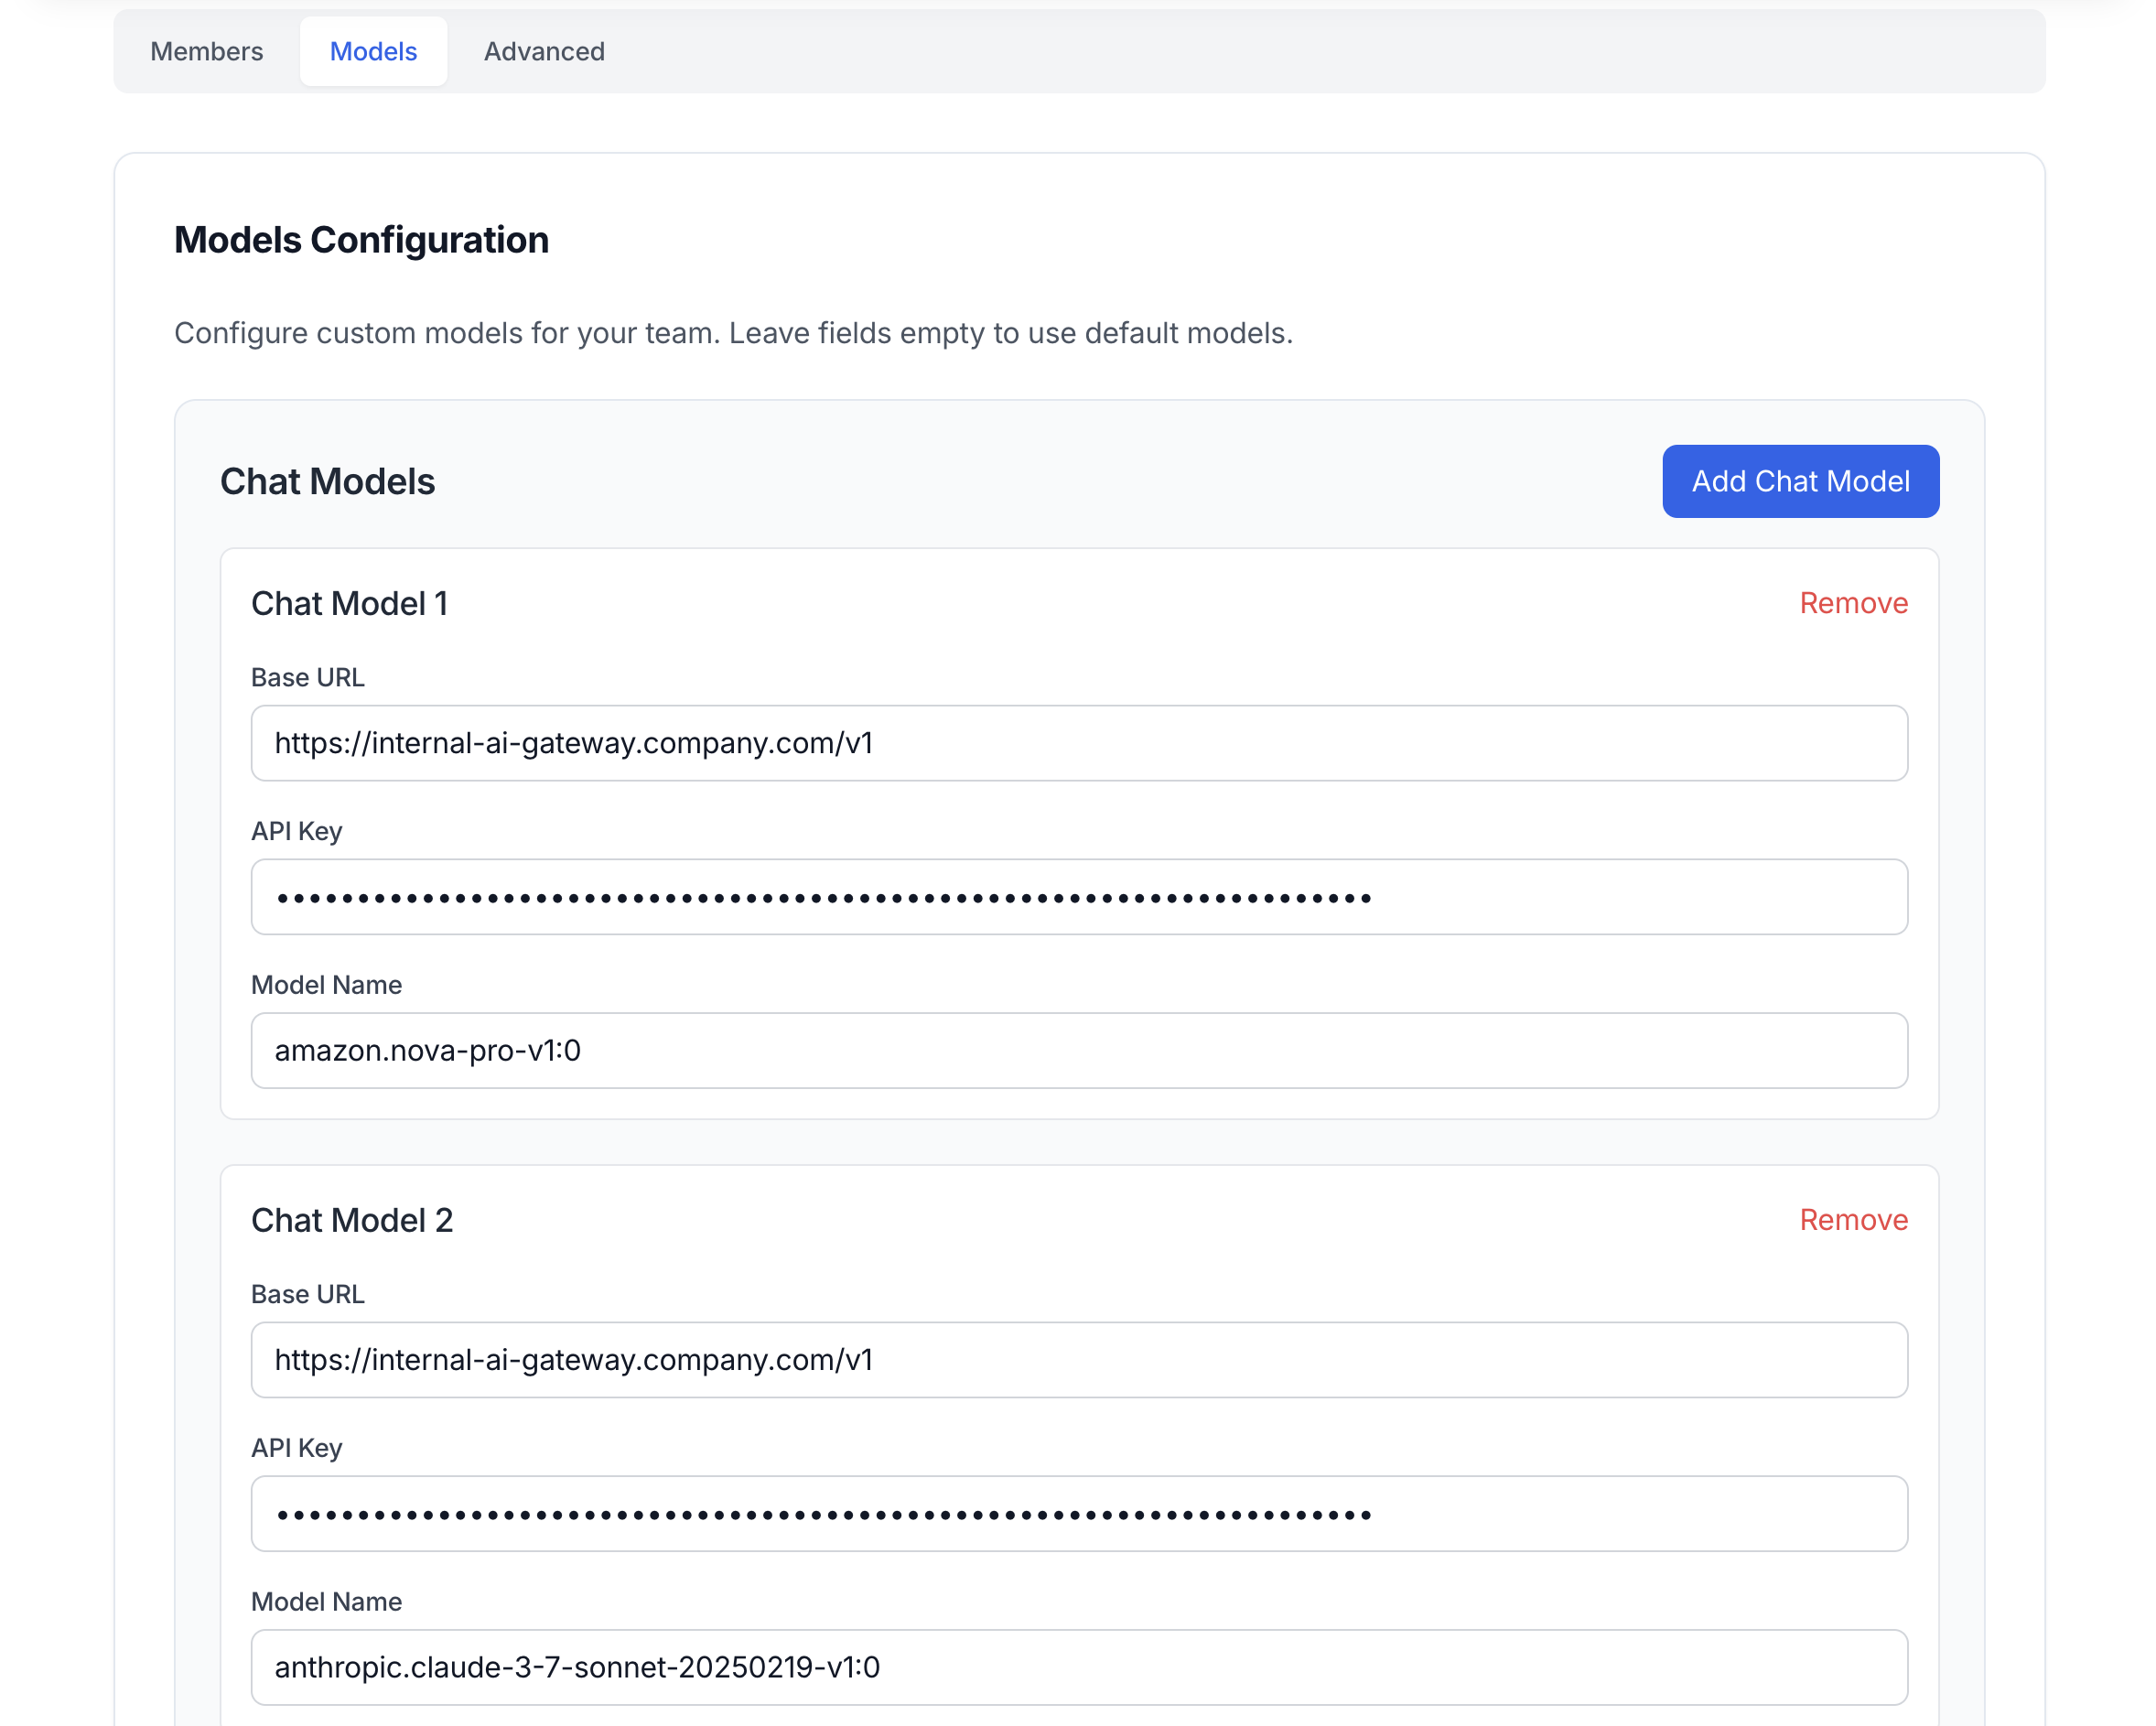 Members Models Advanced
Models Configuration
Configure custom models for your team. Leave fields empty to use default models.
Chat Models Add Chat Model
Chat Model 1 Remove
Base URL
https://internal-ai-gateway.company.com/v1
API Key
Model Name
amazon.nova-pro-v1:0
Chat Model 2 Remove
Base URL
https://internal-ai-gateway.company.com/v1
API Key
Model Name
anthropic.claude-3-7-sonnet-20250219-v1:0